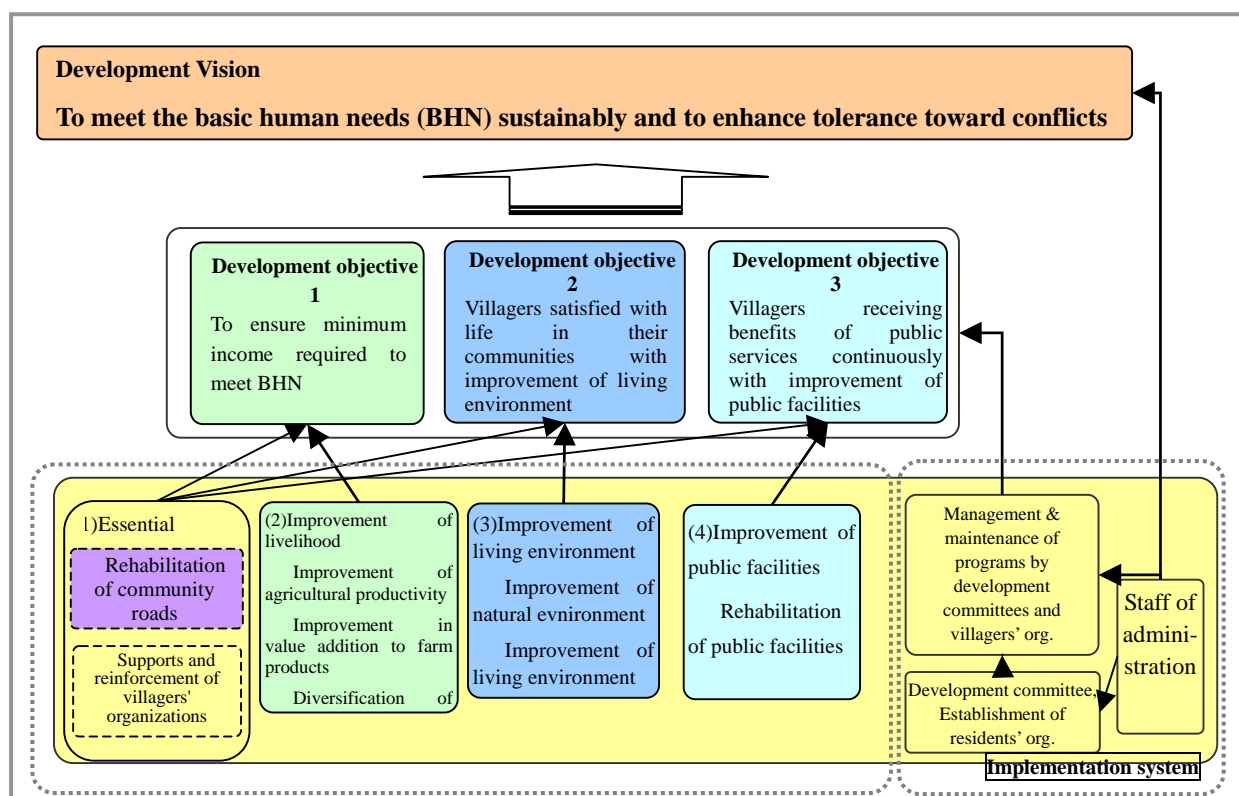 Development Vision
To meet the basic human needs (BHN) sustainably and to enhance tolerance toward conflicts
Development objective
1
To ensure minimum
income required to
meet BHN
Development objective
2
Villagers satisfied with
life in their
communities with
improvement of living
environment
Development objective
3
Villagers receiving
benefits of public
services continuously
with improvement of
public facilities
1)Essential
Rehabilitation
of community
roads
Supports and
reinforcement of
villagers'
organizations
(2)Improvement of
livelihood
Improvement of
agricultural productivity
Improvement in
value addition to farm
products
Diversification of
(3)Improvement of
living environment
Improvement of
natural evironment
Improvement of
living environment
(4)Improvement of
public facilities
Rehabilitation
of public facilities
Management &
maintenance of
programs by
development
committees and
villagers’ org.
Development committee,
Establishment of
residents’ org.
Staff of
admini-
stration
Implementation system